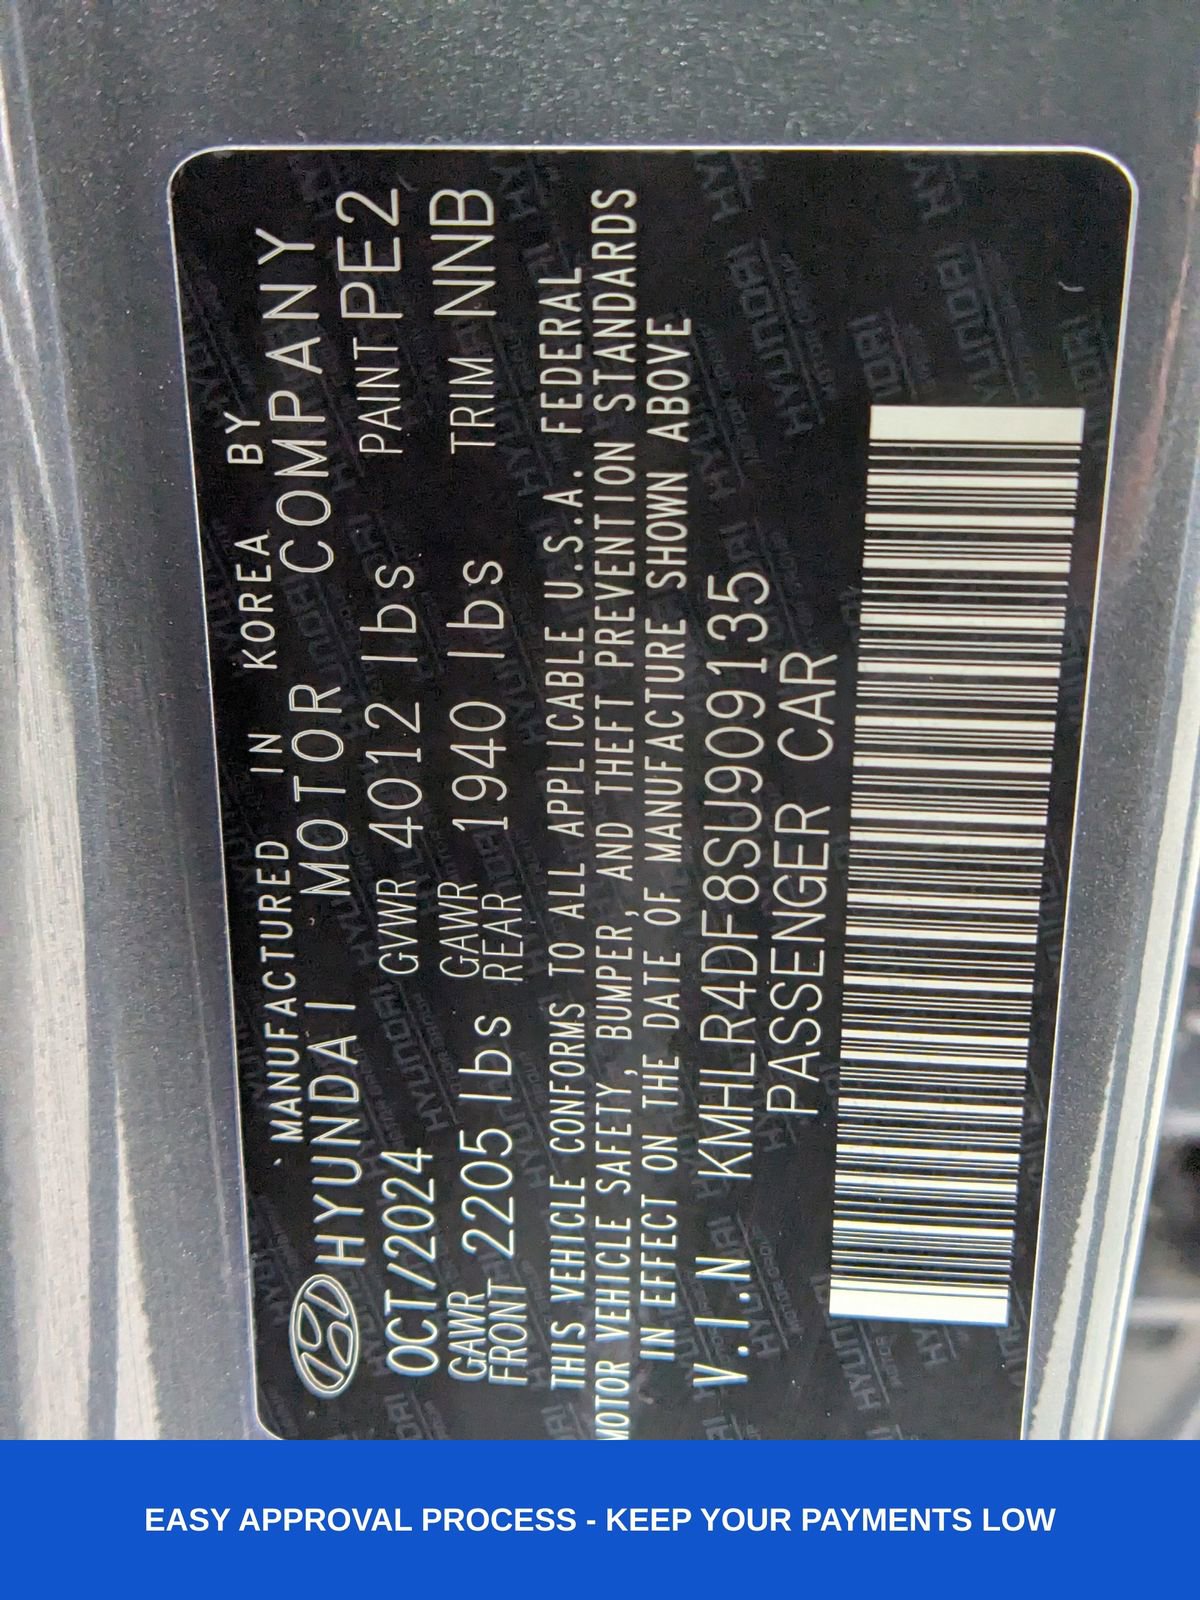 MANUFACTURED IN KOREA BY
HYUNDAI MOTOR COMPANY
OCT/2024 GVWR 4012 lbs PAINT PE2
GAWR FRONT 2205 lbs GAWR REAR 1940 lbs TRIM NNB
THIS VEHICLE CONFORMS TO ALL APPLICABLE U.S.A. FEDERAL
MOTOR VEHICLE SAFETY, BUMPER, AND THEFT PREVENTION STANDARDS
IN EFFECT ON THE DATE OF MANUFACTURE SHOWN ABOVE
V.I.N KMHLR4DF8SU909135
PASSENGER CAR
EASY APPROVAL PROCESS - KEEP YOUR PAYMENTS LOW